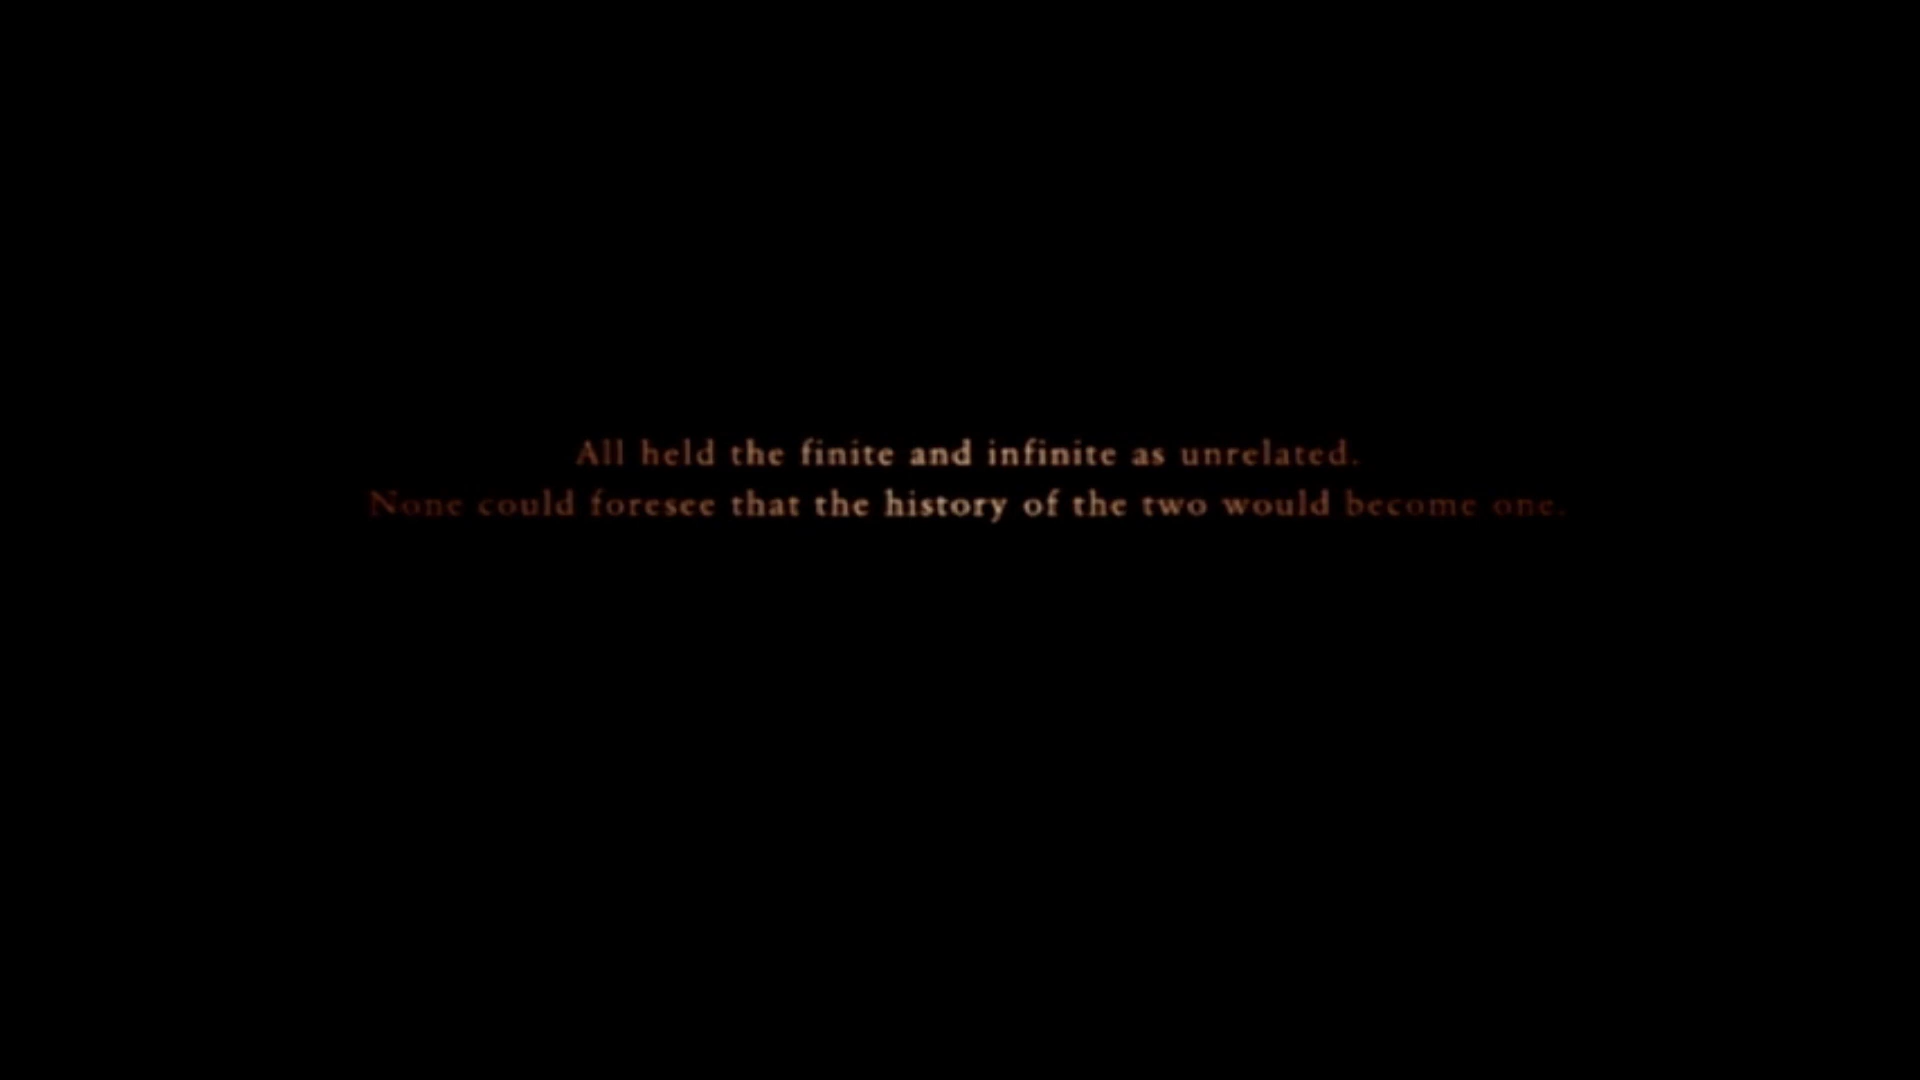 All held the finite and infinite as unrelated.
None could foresee that the history of the two would become one.